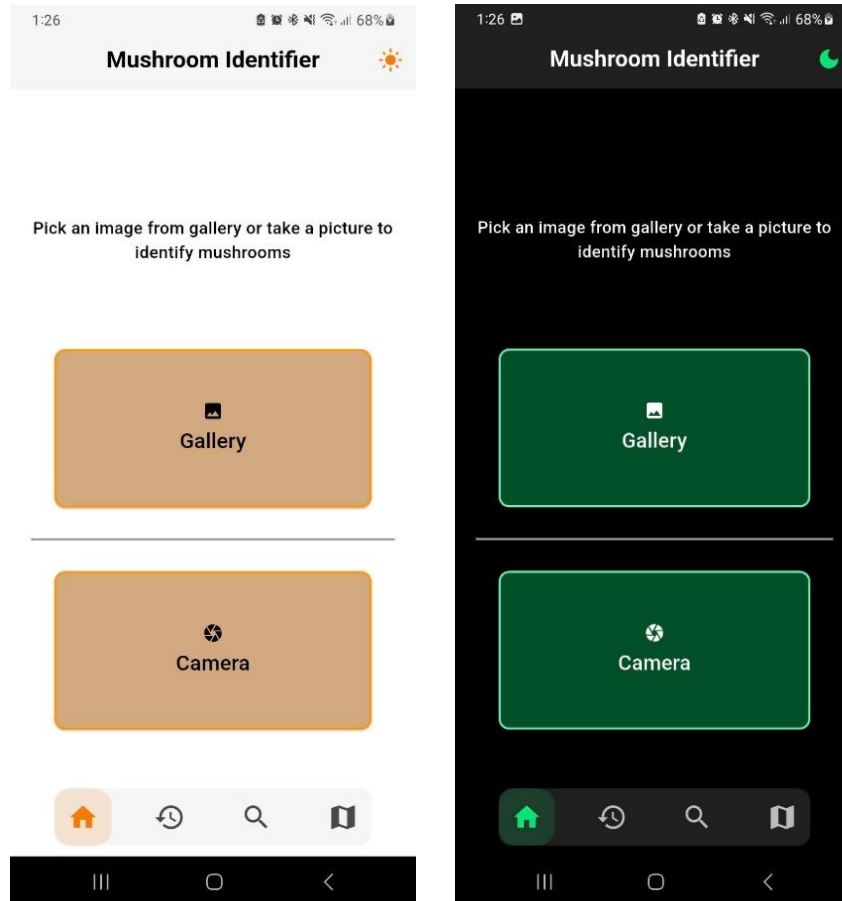 1:26
68%
Mushroom Identifier
Pick an image from gallery or take a picture to
identify mushrooms
Gallery
Camera
1:26
68%
Mushroom Identifier
Pick an image from gallery or take a picture to
identify mushrooms
Gallery
Camera